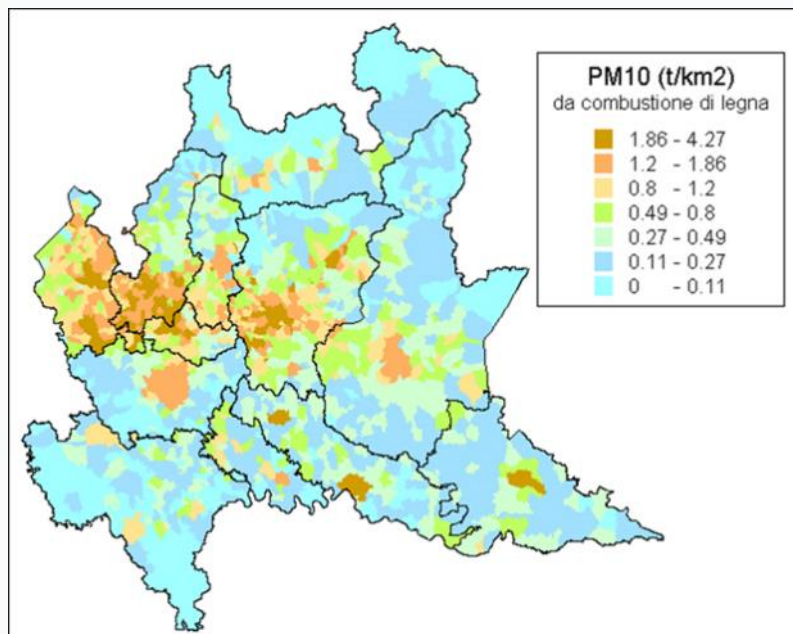 PM10 (t/km2)
da combustione di legna
1.86 - 4.27
1.2 - 1.86
0.8 - 1.2
0.49 - 0.8
0.27 - 0.49
0.11 - 0.27
0 - 0.11